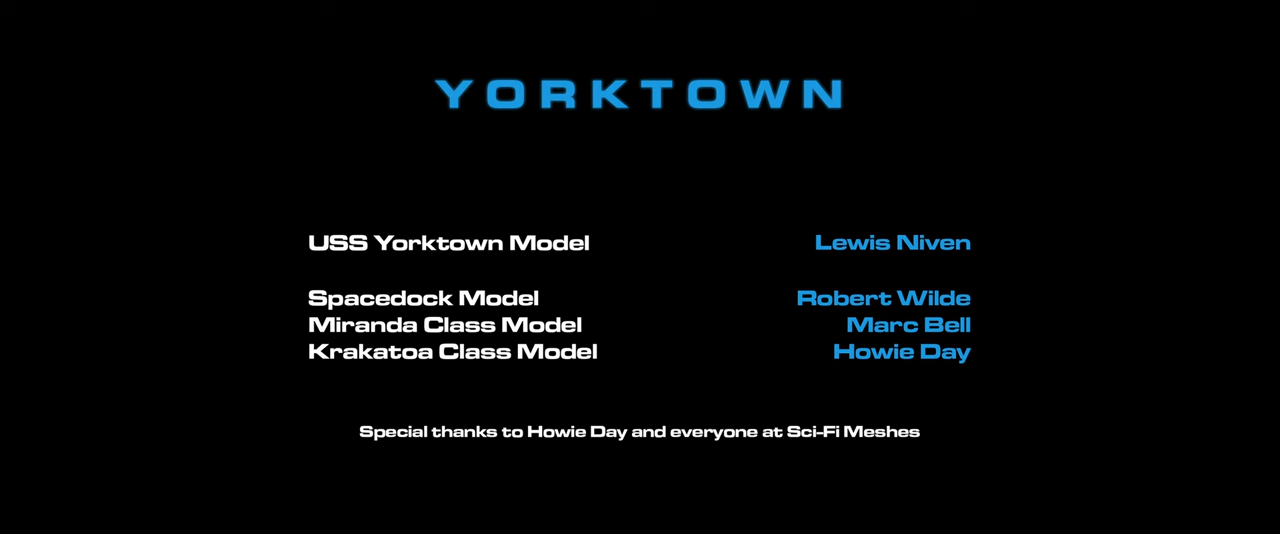 YORKTOWN
USS Yorktown Model Lewis Niven
Spacedock Model Robert Wilde
Miranda Class Model Marc Bell
Krakatoa Class Model Howie Day
Special thanks to Howie Day and everyone at Sci-Fi Meshes